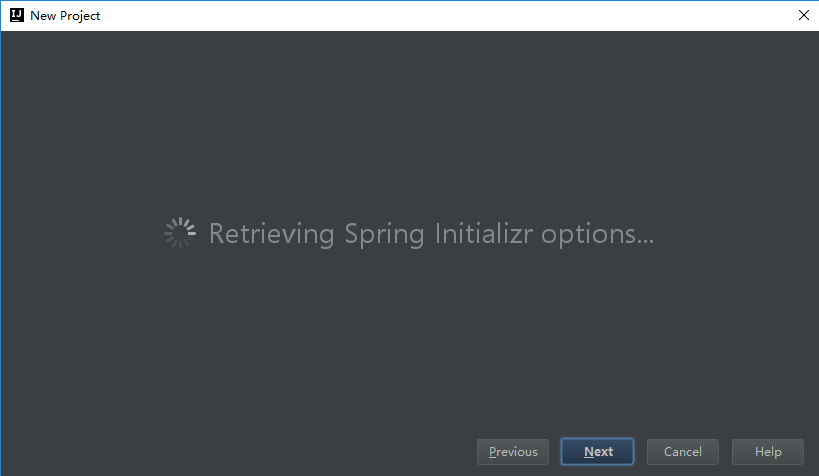 New Project
Retrieving Spring Initializr options...
Previous
Next
Cancel
Help